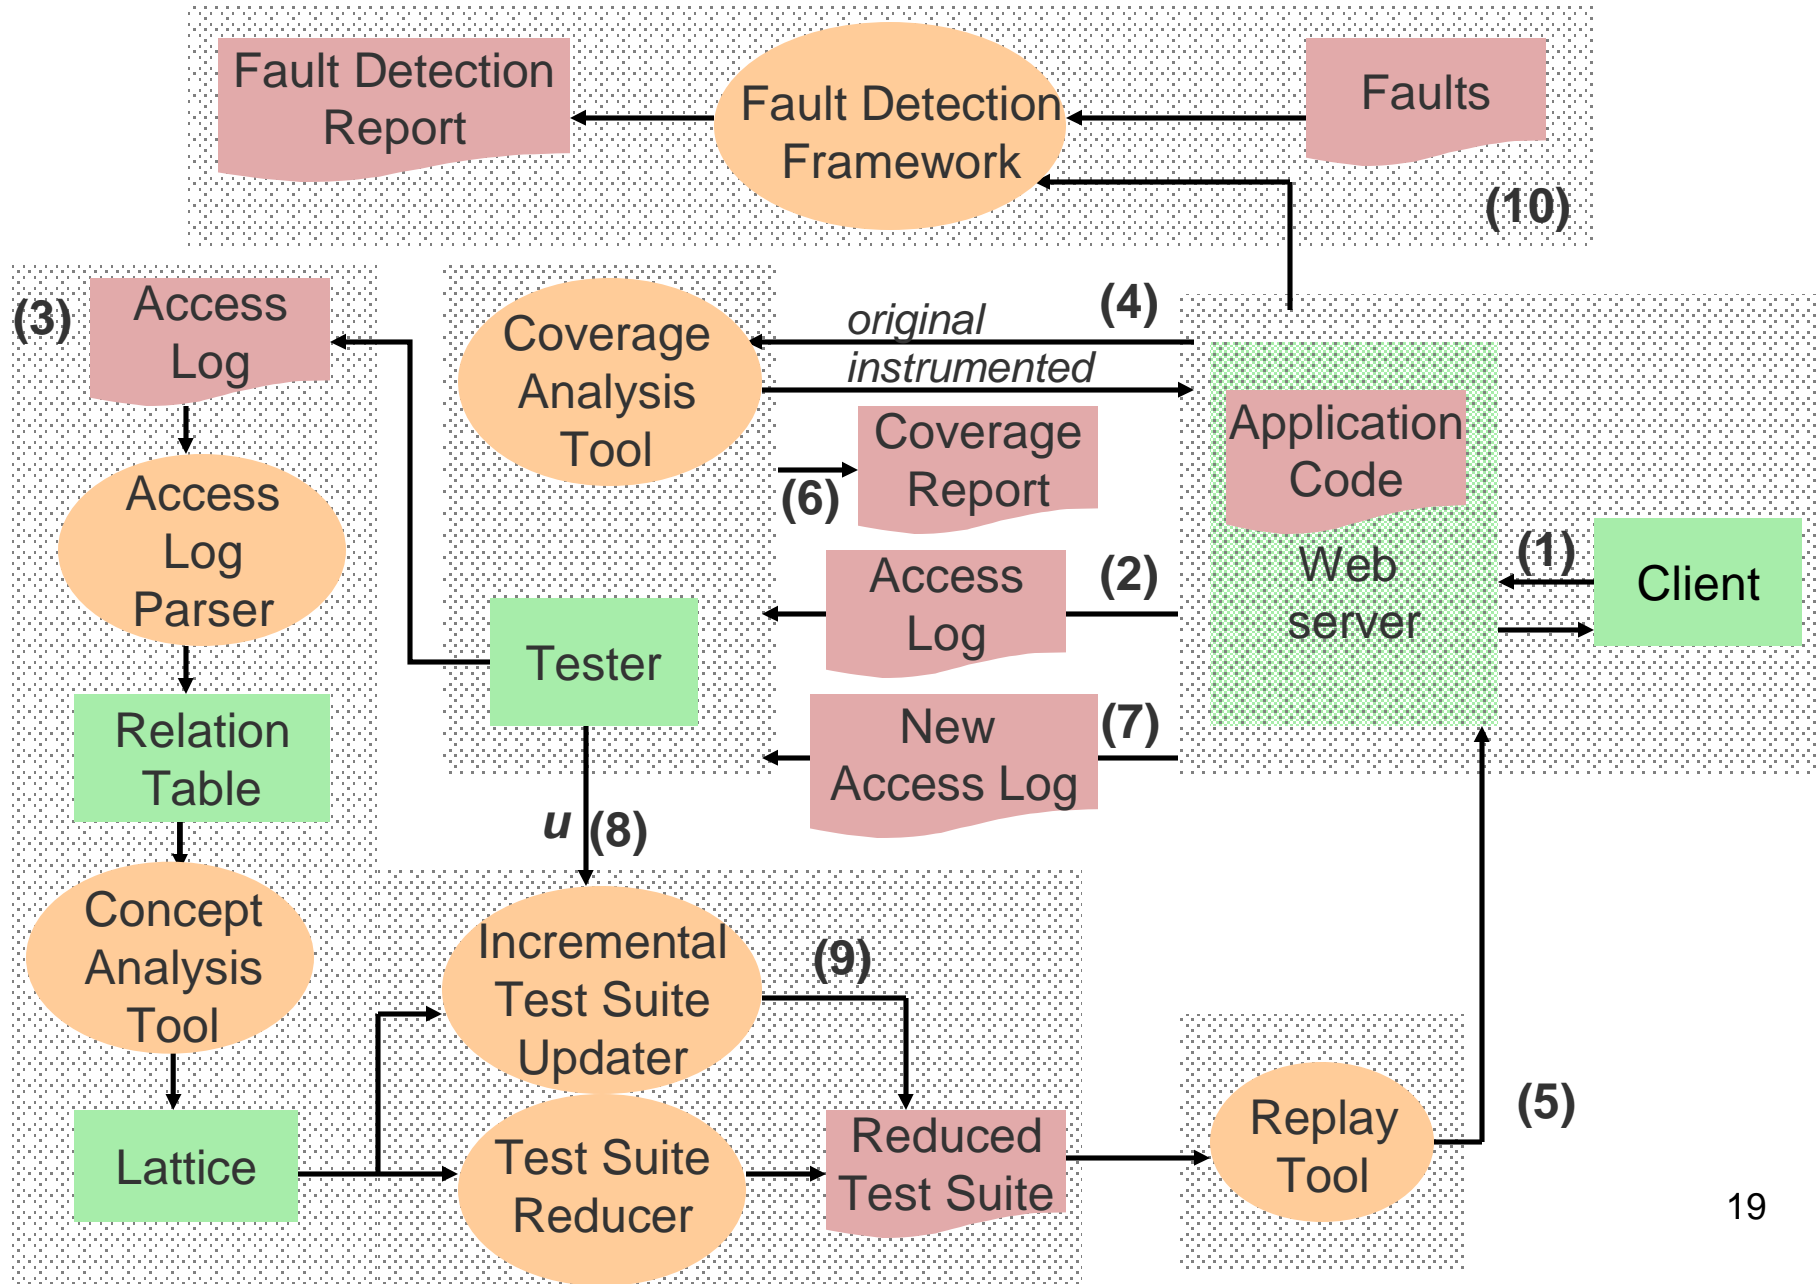 Fault Detection
Report
Fault Detection
Framework
Faults
(10)
(3)
Access
Log
Coverage
Analysis
Tool
original
instrumented
(4)
Application
Code
Coverage
Report
(6)
Access
Log
Parser
Access
Log
(2)
Web
server
(1)
Client
Tester
Relation
Table
New
Access Log
(7)
u
(8)
Concept
Analysis
Tool
Incremental
Test Suite
Updater
(9)
Lattice
Test Suite
Reducer
Reduced
Test Suite
Replay
Tool
(5)
19